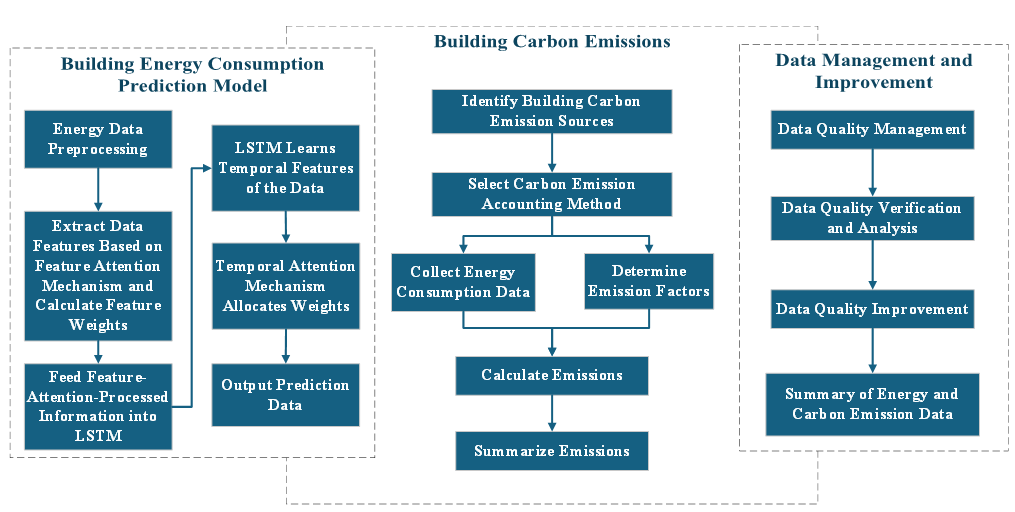 Building Energy Consumption
Prediction Model
Energy Data
Preprocessing
Extract Data
Features Based on
Feature Attention
Mechanism and
Calculate Feature
Weights
Feed Feature-
Attention-Processed
Information into
LSTM
LSTM Learns
Temporal Features
of the Data
Temporal Attention
Mechanism
Allocates Weights
Output Prediction
Data
Building Carbon Emissions
Identify Building Carbon
Emission Sources
Select Carbon Emission
Accounting Method
Collect Energy
Consumption Data
Determine
Emission Factors
Calculate Emissions
Summarize Emissions
Data Management and
Improvement
Data Quality Management
Data Quality Verification
and Analysis
Data Quality Improvement
Summary of Energy and
Carbon Emission Data